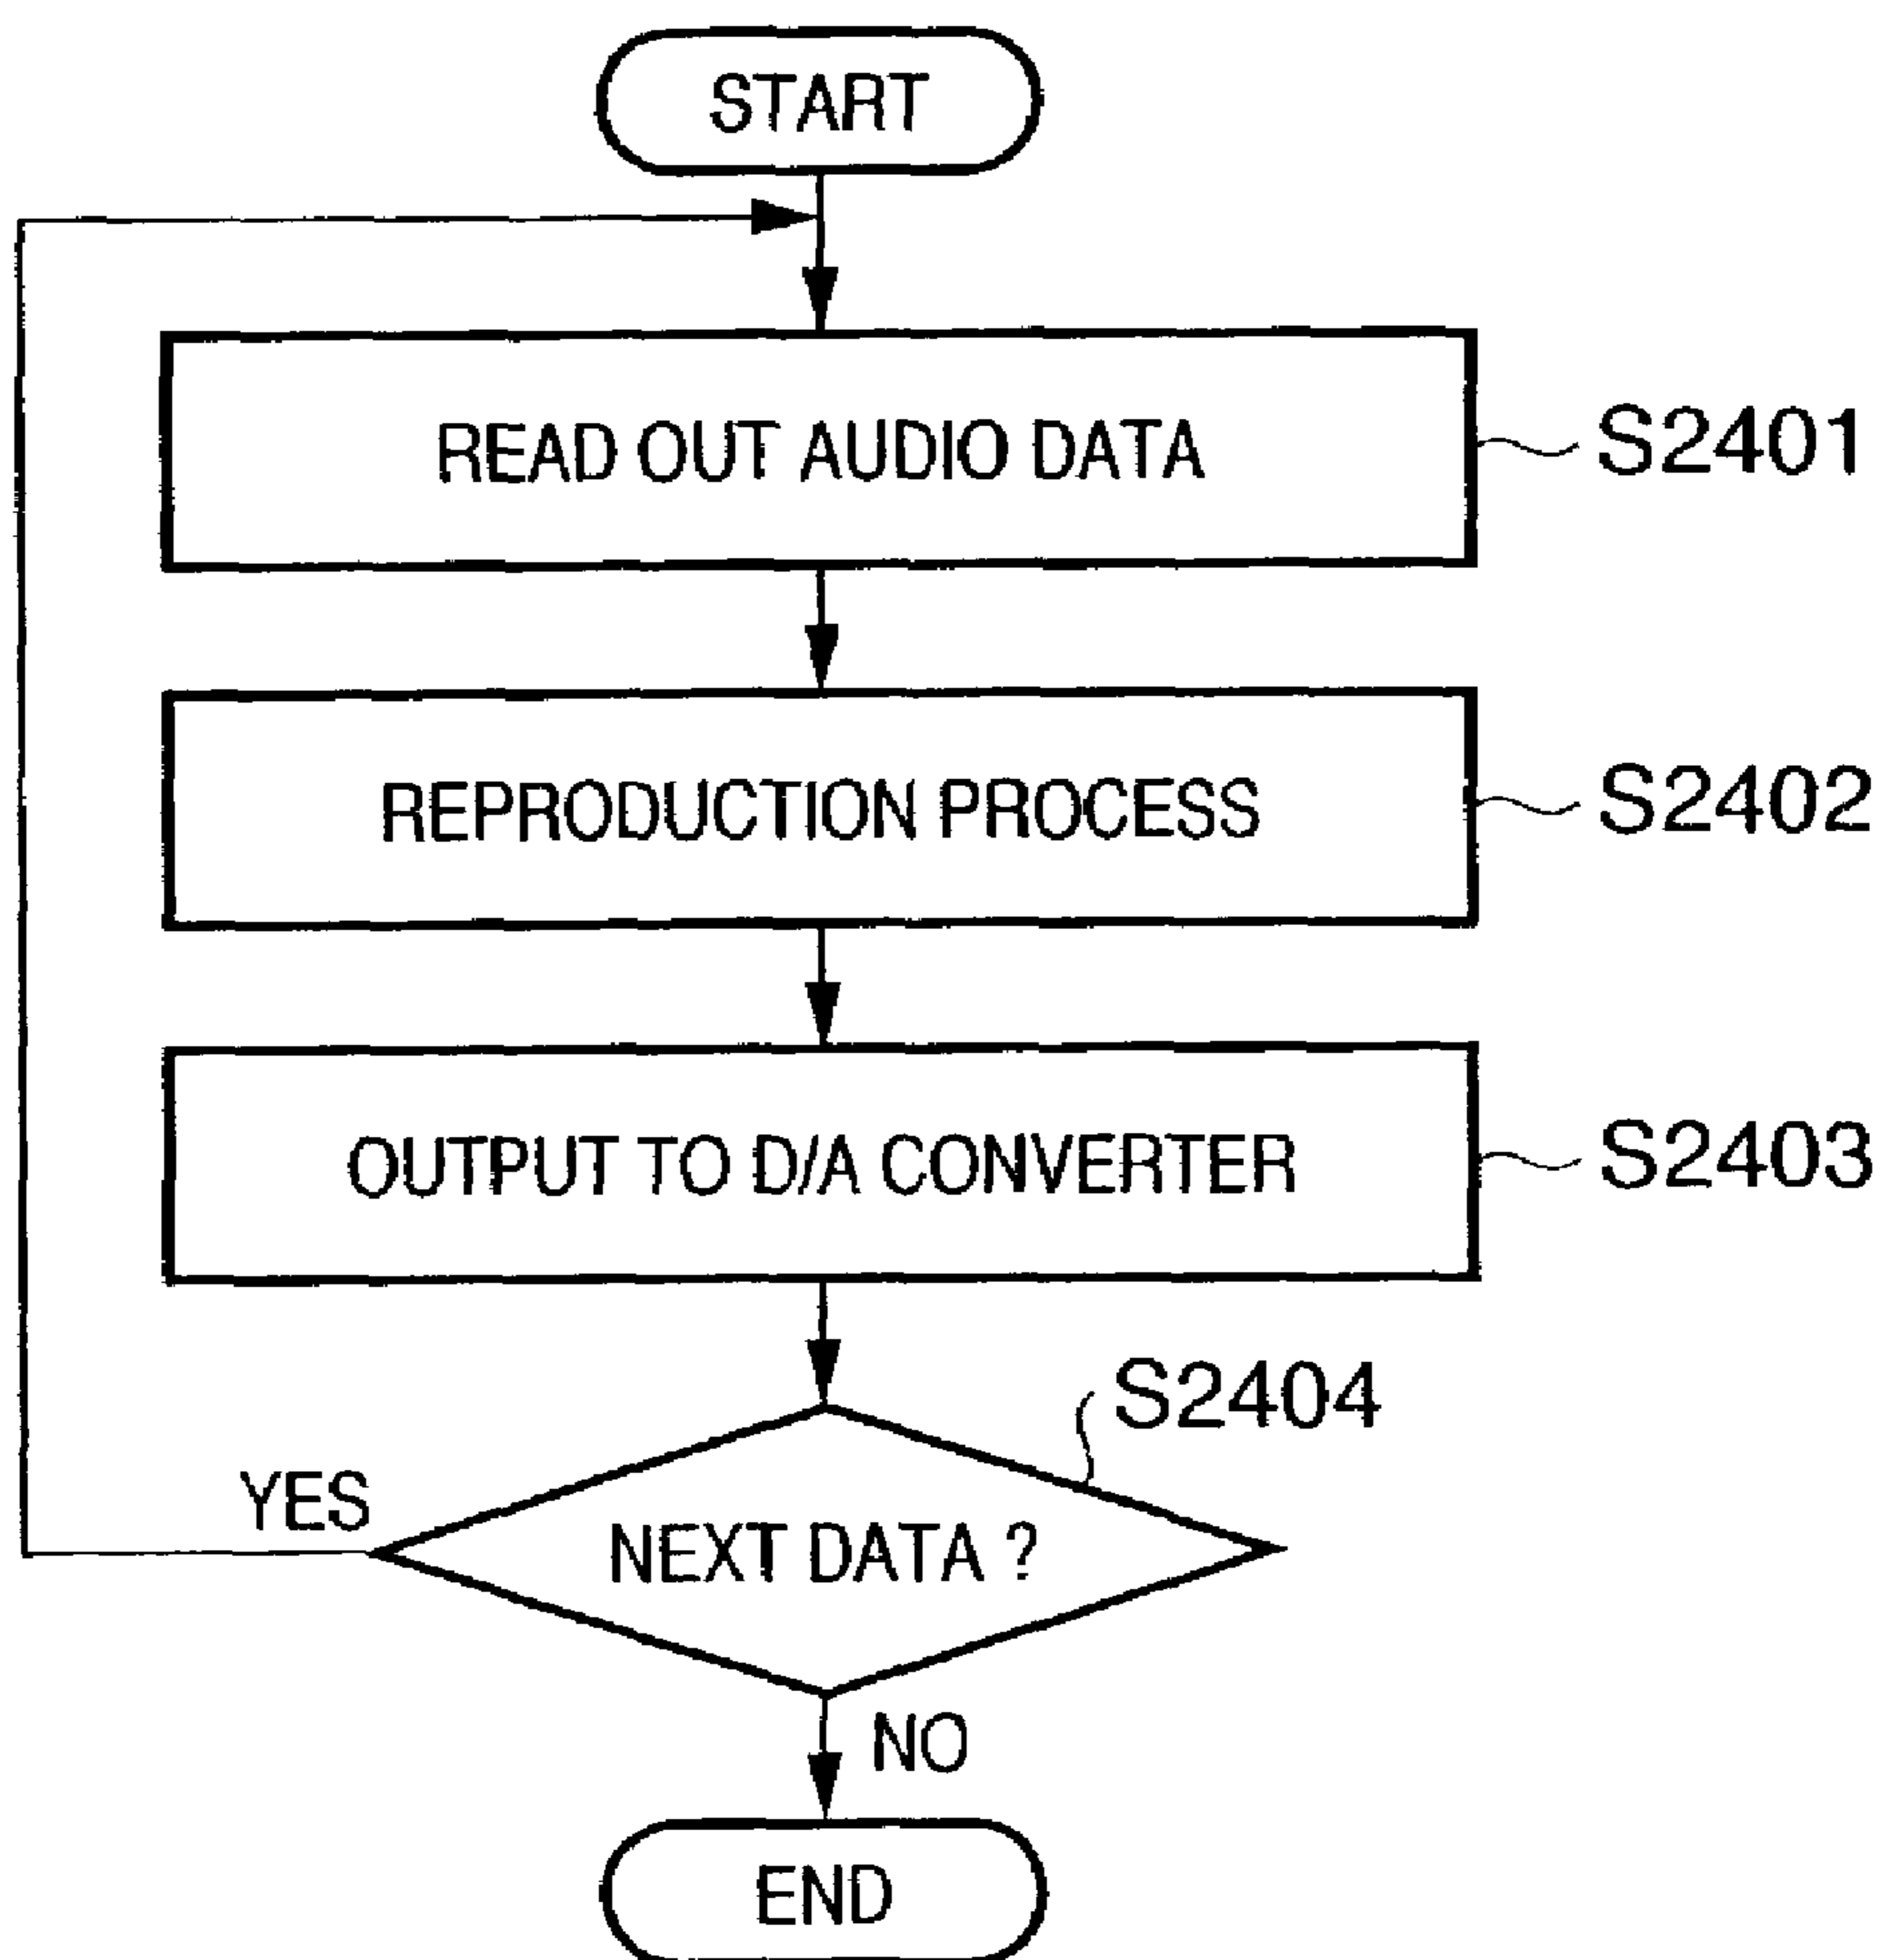 START
READ OUT AUDIO DATA
S2401
REPRODUCTION PROCESS
S2402
OUTPUT TO D/A CONVERTER
S2403
S2404
YES
NEXT DATA ?
NO
END